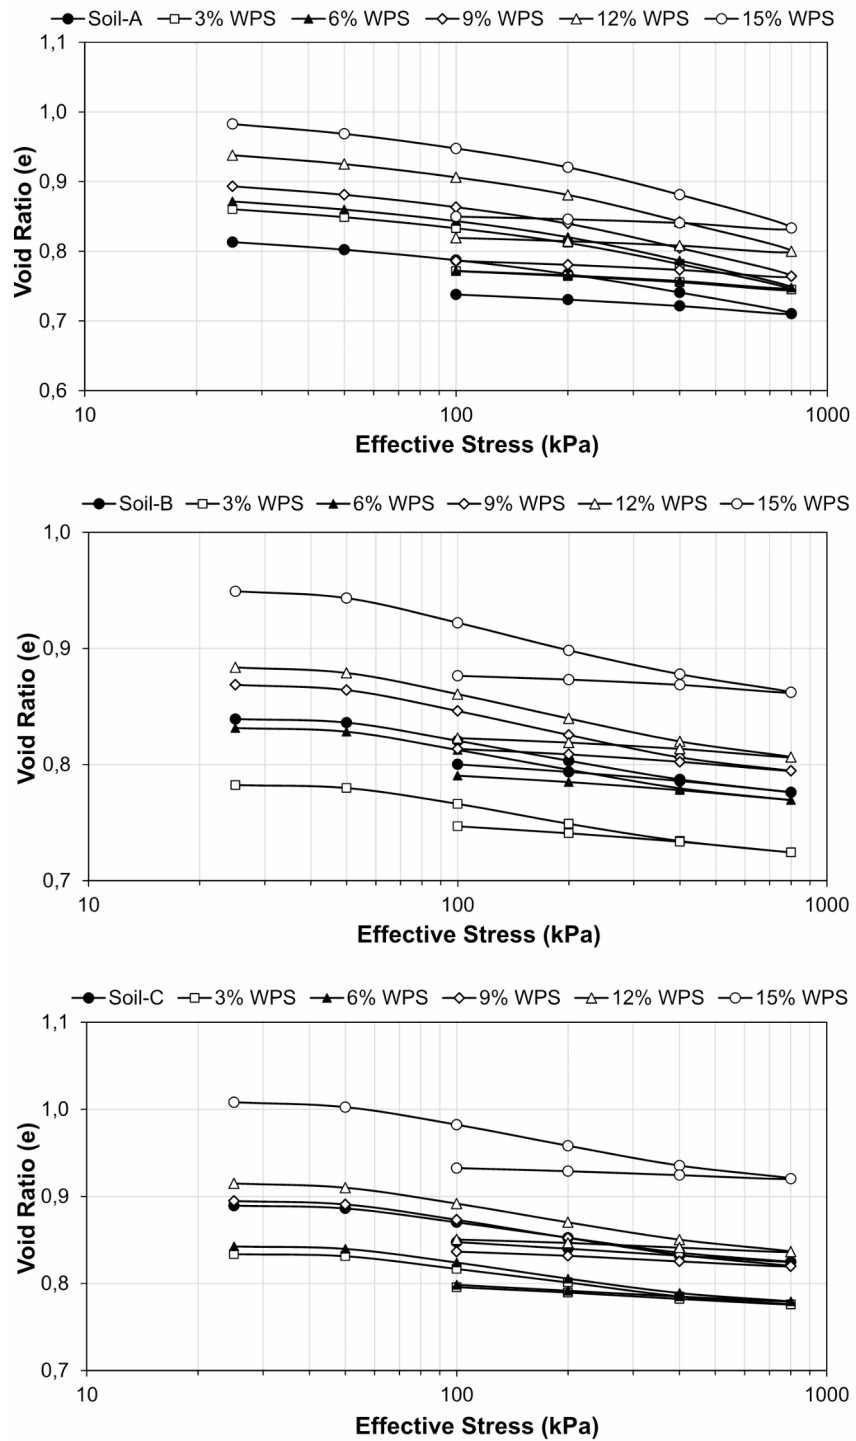 Soil-A 3% WPS 6% WPS 9% WPS 12% WPS 15% WPS
1,1
1,0
0,9
0,8
0,7
0,6
Void Ratio (e)
10 100 1000
Effective Stress (kPa)
Soil-B 3% WPS 6% WPS 9% WPS 12% WPS 15% WPS
1,0
0,9
0,8
0,7
Void Ratio (e)
10 100 1000
Effective Stress (kPa)
Soil-C 3% WPS 6% WPS 9% WPS 12% WPS 15% WPS
1,1
1,0
0,9
0,8
0,7
Void Ratio (e)
10 100 1000
Effective Stress (kPa)